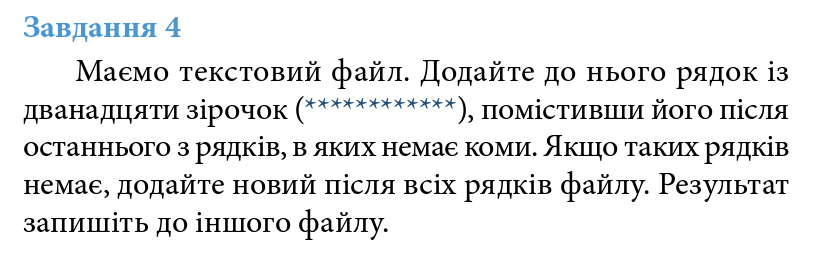 Завдання 4
Маємо текстовий файл. Додайте до нього рядок із
дванадцяти зірочок (************), помістивши його після
останнього з рядків, в яких немає коми. Якщо таких рядків
немає, додайте новий після всіх рядків файлу. Результат
запишіть до іншого файлу.